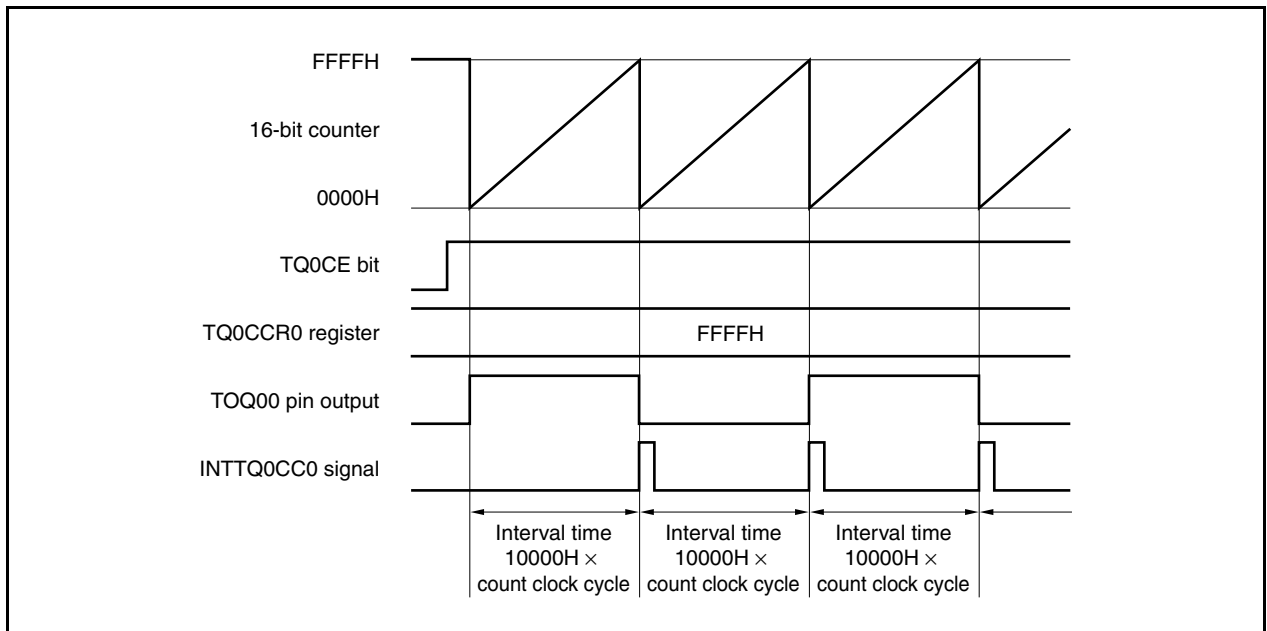 FFFFH
16-bit counter
0000H
TQ0CE bit
TQ0CCR0 register
FFFFH
TOQ00 pin output
INTTQ0CC0 signal
Interval time
10000H ×
count clock cycle
Interval time
10000H ×
count clock cycle
Interval time
10000H ×
count clock cycle